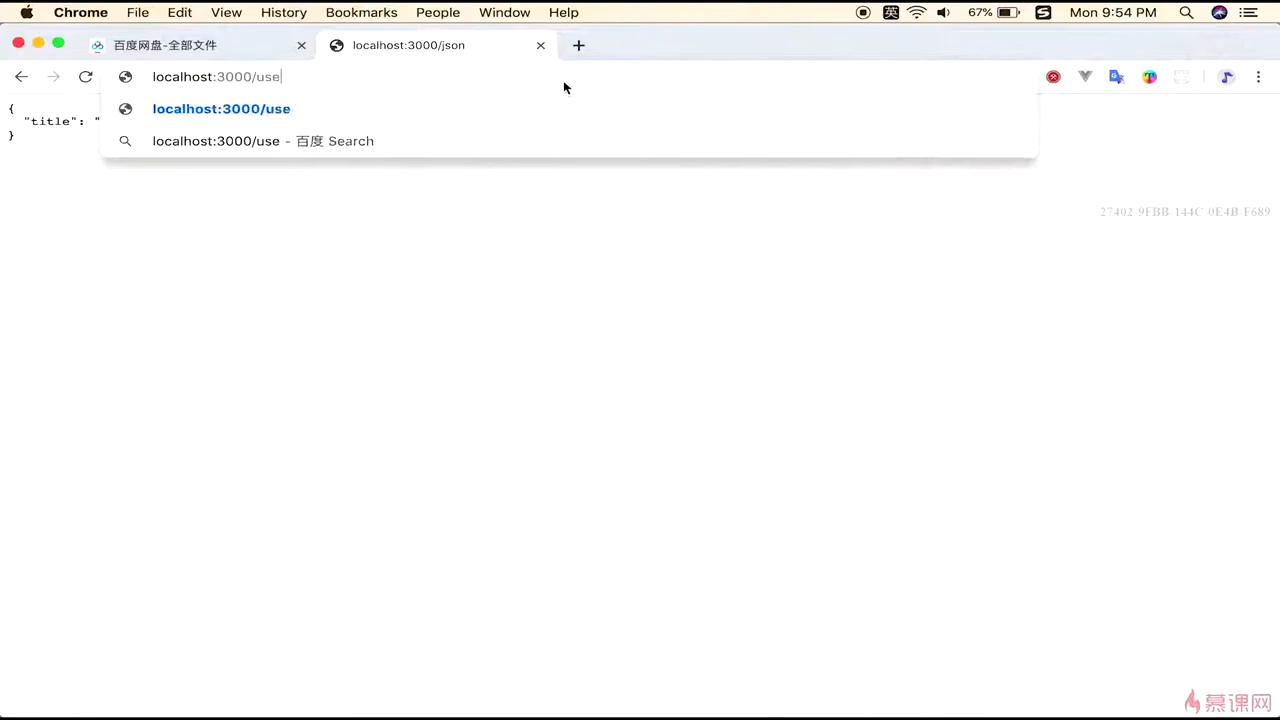 Chrome File Edit View History Bookmarks People Window Help 英 67% S Mon 9:54 PM
百度网盘-全部文件 localhost:3000/json
localhost:3000/use
localhost:3000/use
localhost:3000/use - 百度 Search
{
"title": "
}
27402 9FBB 144C 0E4B F689
慕课网